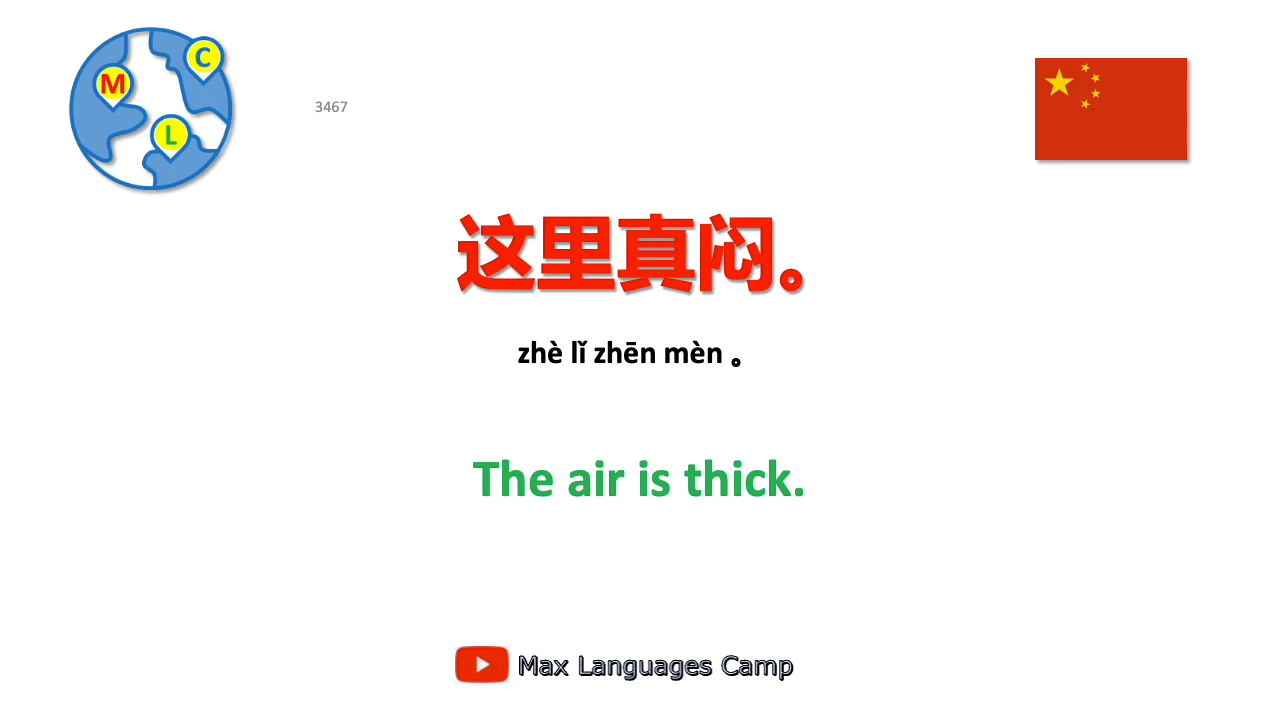 M
C
L
3467
这里真闷。
zhè lǐ zhēn mèn 。
The air is thick.
Max Languages Camp